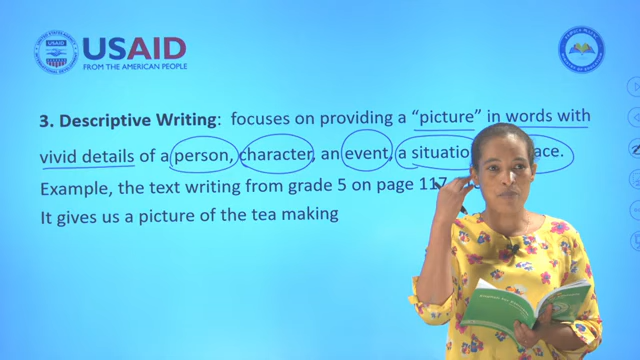 USAID
FROM THE AMERICAN PEOPLE
3. Descriptive Writing: focuses on providing a “picture” in words with
vivid details of a person, character, an event, a situation
Example, the text writing from grade 5 on page 117
It gives us a picture of the tea making